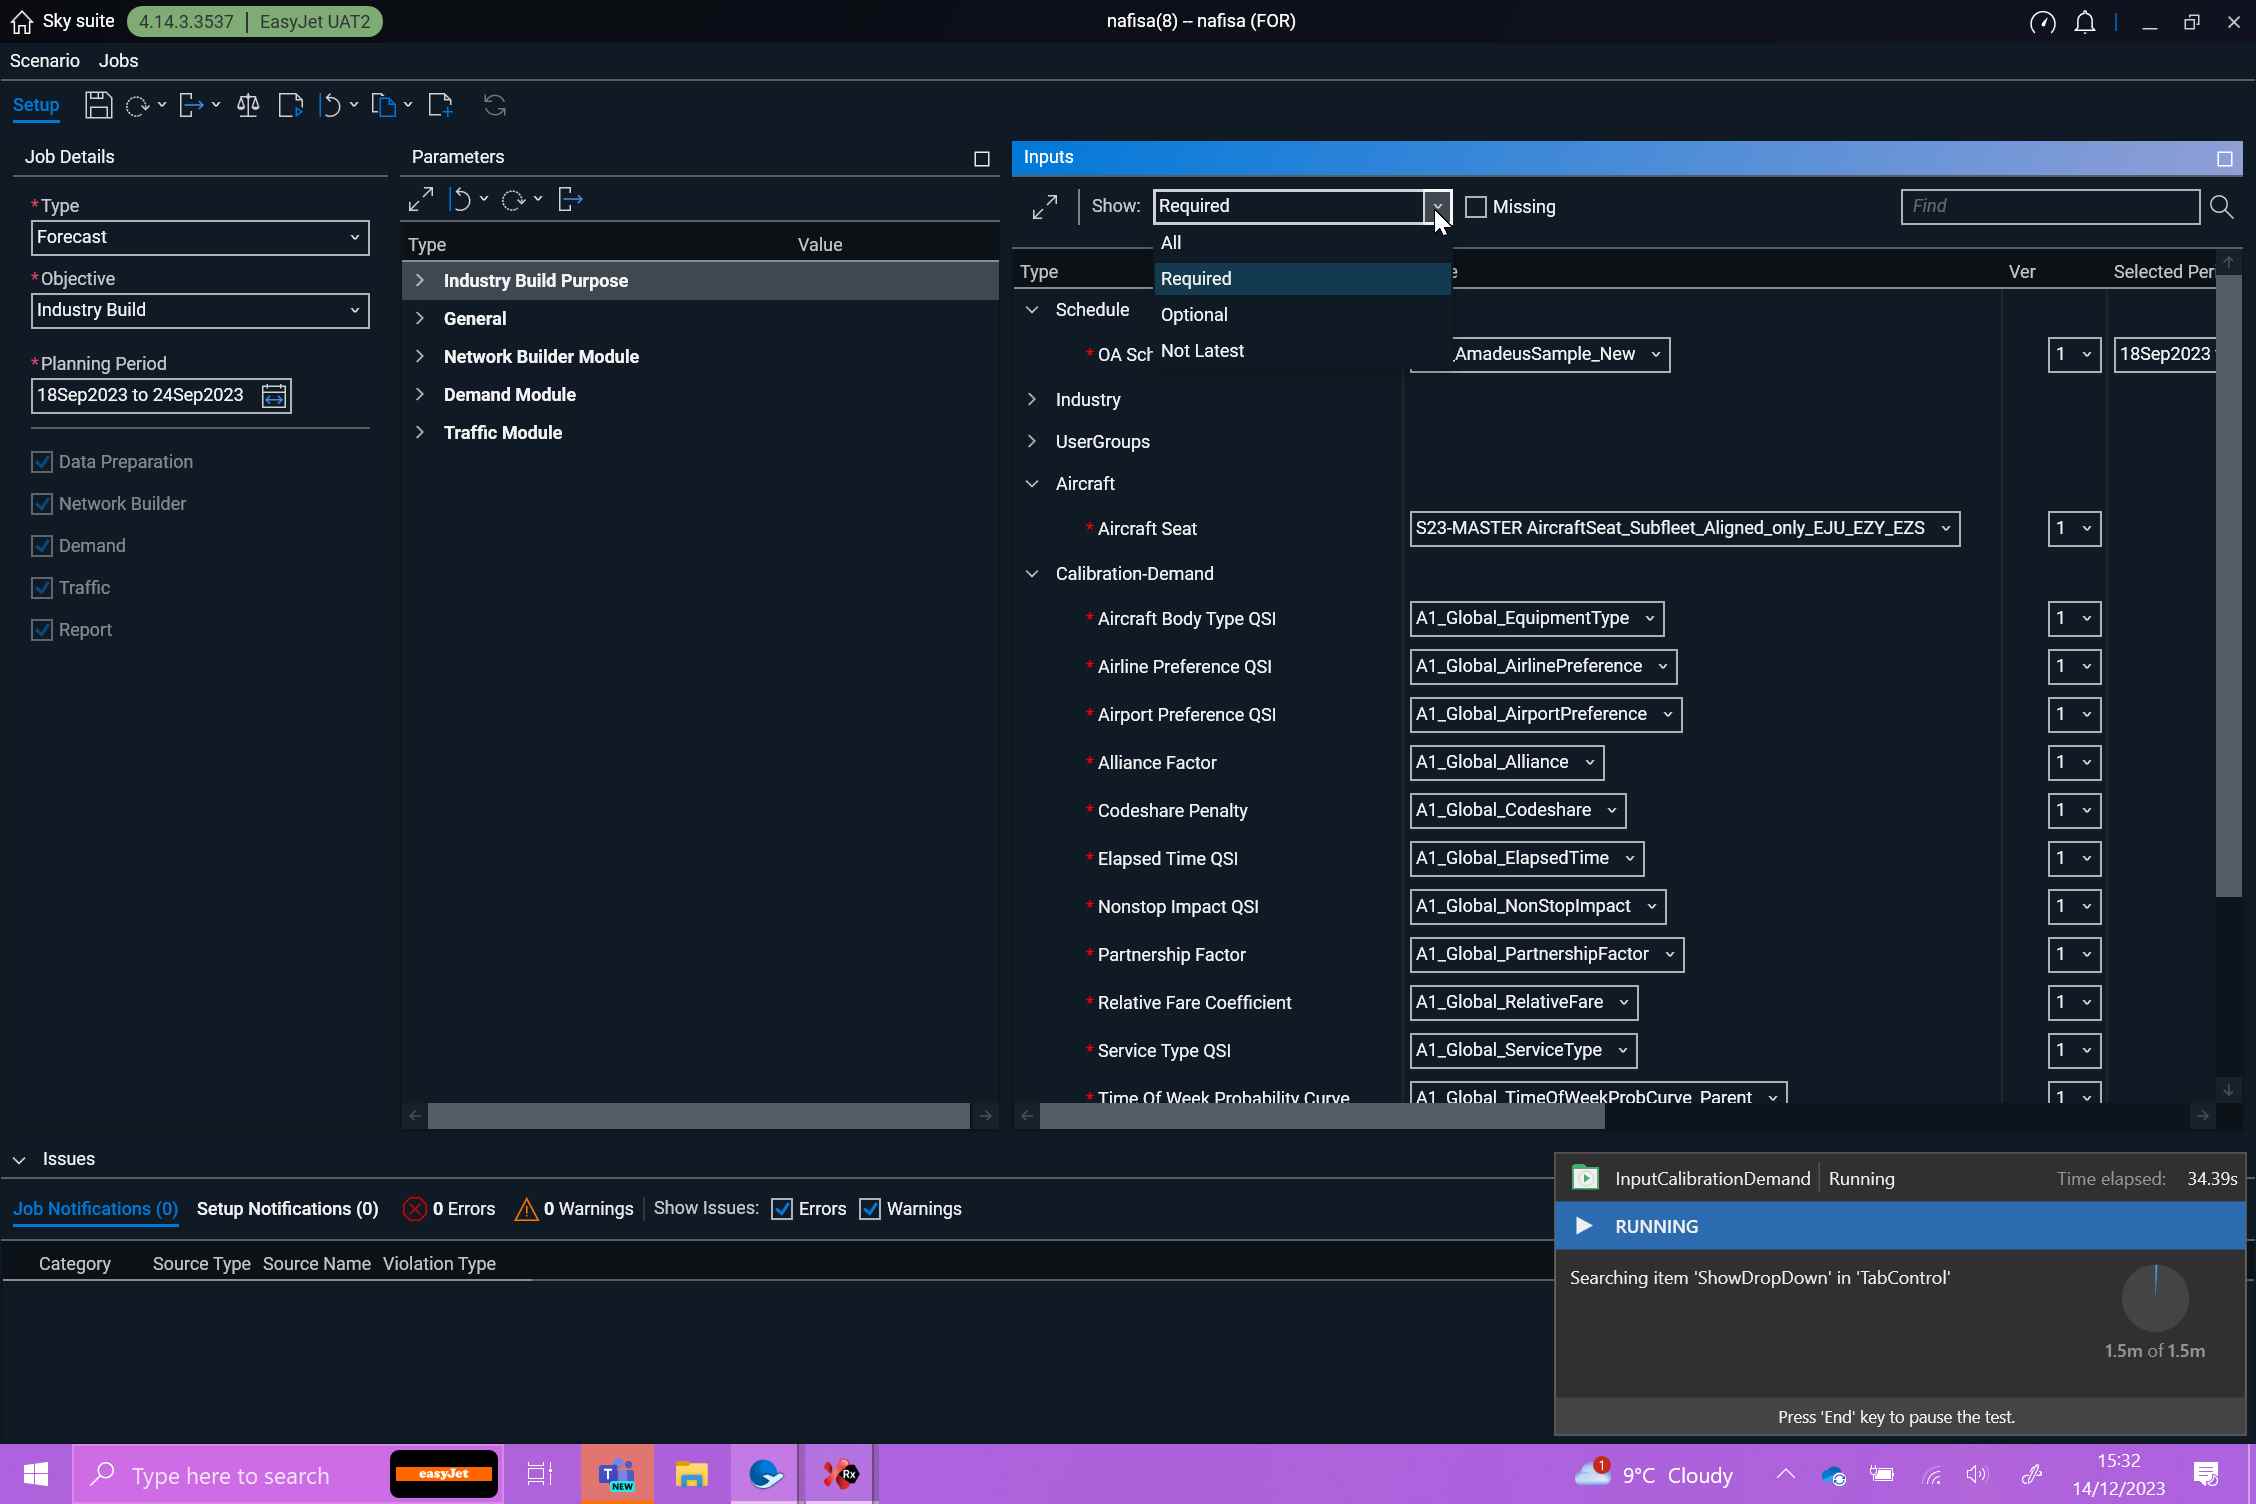 Sky suite 4.14.3.3537 | EasyJet UAT2 nafisa(8) – nafisa (FOR)
Scenario Jobs
Setup
Job Details
*Type
Forecast
*Objective
Industry Build
*Planning Period
18Sep2023 to 24Sep2023
Data Preparation
Network Builder
Demand
Traffic
Report
Parameters
Type Value
Industry Build Purpose
General
Network Builder Module
Demand Module
Traffic Module
Inputs
Show: Required Missing Find
All
Required
Optional
Not Latest
Type Ver Selected Per
Schedule
* OA Sch _AmadeusSample_New 1 18Sep2023
Industry
UserGroups
Aircraft
* Aircraft Seat S23-MASTER AircraftSeat_Subfleet_Aligned_only_EJU_EZY_EZS 1
Calibration-Demand
* Aircraft Body Type QSI A1_Global_EquipmentType 1
* Airline Preference QSI A1_Global_AirlinePreference 1
* Airport Preference QSI A1_Global_AirportPreference 1
* Alliance Factor A1_Global_Alliance 1
* Codeshare Penalty A1_Global_Codeshare 1
* Elapsed Time QSI A1_Global_ElapsedTime 1
* Nonstop Impact QSI A1_Global_NonStopImpact 1
* Partnership Factor A1_Global_PartnershipFactor 1
* Relative Fare Coefficient A1_Global_RelativeFare 1
* Service Type QSI A1_Global_ServiceType 1
* Time Of Week Probability Curve A1_Global_TimeOfWeekProbCurve_Parent 1
Issues
Job Notifications (0) Setup Notifications (0) 0 Errors 0 Warnings Show Issues: Errors Warnings
Category Source Type Source Name Violation Type
InputCalibrationDemand | Running Time elapsed: 34.39s
RUNNING
Searching item 'ShowDropDown' in 'TabControl'
1.5m of 1.5m
Press 'End' key to pause the test.
Type here to search easyJet T NEW Rx 1 9°C Cloudy 15:32
14/12/2023